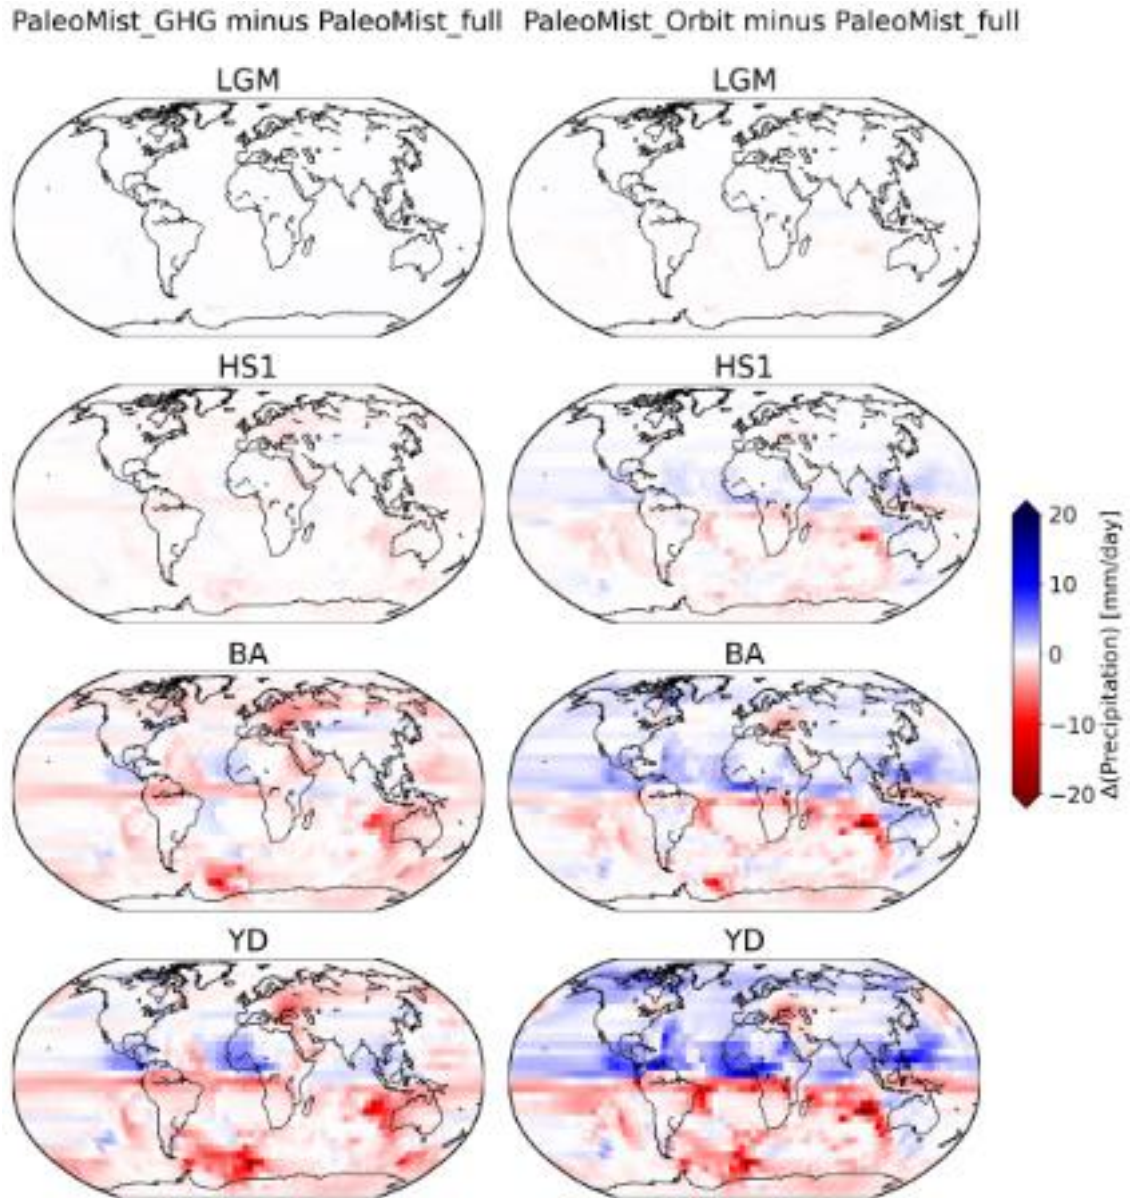 PaleoMist_GHG minus PaleoMist_full PaleoMist_Orbit minus PaleoMist_full
LGM LGM
HS1 HS1
BA BA
YD YD
20
10
0
−10
−20
Δ(Precipitation) [mm/day]